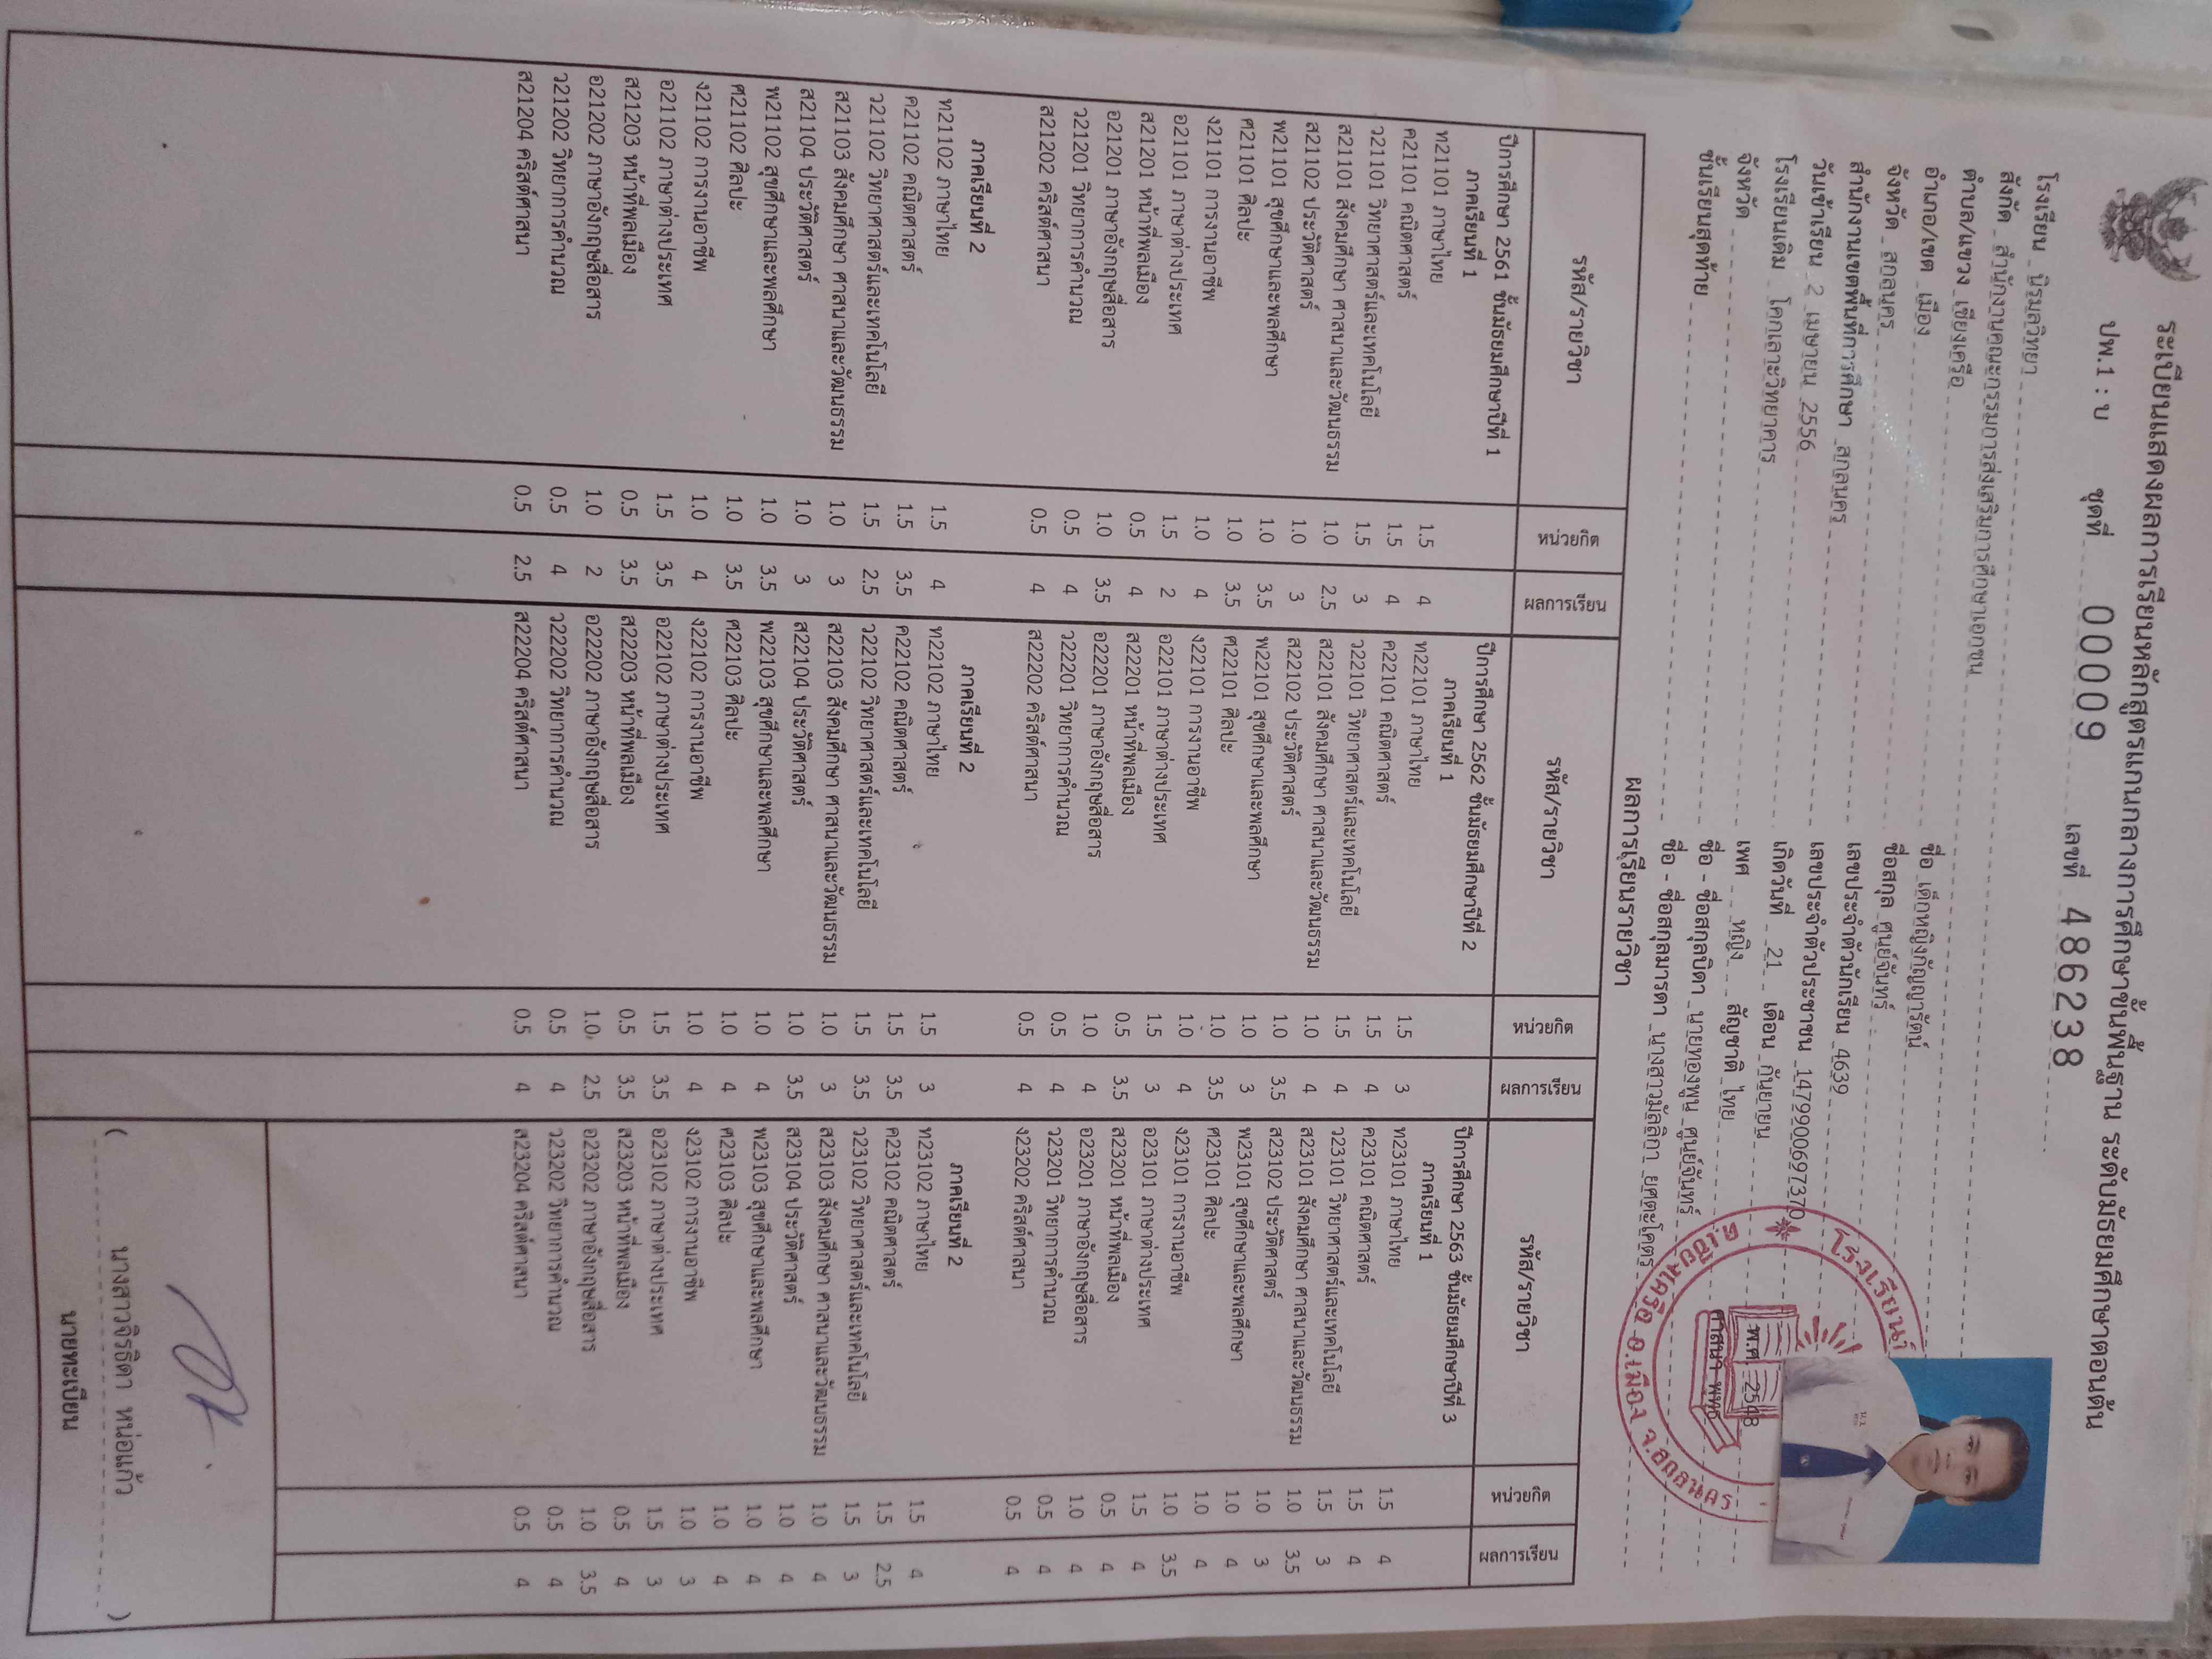 ระเบียนแสดงผลการเรียนหลักสูตรแกนกลางการศึกษาขั้นพื้นฐาน ระดับมัธยมศึกษาตอนต้น
ปพ.1 : บ ชุดที่ 00009 เลขที่ 486238
โรงเรียน นิรมลวิทยา
สังกัด สำนักงานคณะกรรมการส่งเสริมการศึกษาเอกชน
ตำบล/แขวง เชียงเครือ
อำเภอ/เขต เมือง
จังหวัด สกลนคร
สำนักงานเขตพื้นที่การศึกษา สกลนคร
วันเข้าเรียน 2 เมษายน 2556
โรงเรียนเดิม โคกเลาะวิทยาคาร
จังหวัด
ชั้นเรียนสุดท้าย
ชื่อ เด็กหญิงกัญญารัตน์
ชื่อสกุล ศูนย์จันทร์
เลขประจำตัวนักเรียน 4639
เลขประจำตัวประชาชน 1479900697370
เกิดวันที่ 21 เดือน กันยายน พ.ศ. 2548
เพศ หญิง สัญชาติ ไทย ศาสนา พุทธ
ชื่อ - ชื่อสกุลบิดา นายทองพูน ศูนย์จันทร์
ชื่อ - ชื่อสกุลมารดา นางสาวมัลลิกา ยศตะโคตร
โรงเรียนนิ
ต.เชียงเครือ อ.เมือง จ.สกลนคร
ผลการเรียนรายวิชา
รหัส/รายวิชา หน่วยกิต ผลการเรียน
ปีการศึกษา 2561 ชั้นมัธยมศึกษาปีที่ 1
ภาคเรียนที่ 1
ท21101 ภาษาไทย 1.5 4
ค21101 คณิตศาสตร์ 1.5 4
ว21101 วิทยาศาสตร์และเทคโนโลยี 1.5 3
ส21101 สังคมศึกษา ศาสนาและวัฒนธรรม 1.0 2.5
ส21102 ประวัติศาสตร์ 1.0 3
พ21101 สุขศึกษาและพลศึกษา 1.0 3.5
ศ21101 ศิลปะ 1.0 3.5
ง21101 การงานอาชีพ 1.0 4
อ21101 ภาษาต่างประเทศ 1.5 2
ส21201 หน้าที่พลเมือง 0.5 4
อ21201 ภาษาอังกฤษสื่อสาร 1.0 3.5
ว21201 วิทยาการคำนวณ 0.5 4
ส21202 คริสต์ศาสนา 0.5 4
ภาคเรียนที่ 2
ท21102 ภาษาไทย 1.5 4
ค21102 คณิตศาสตร์ 1.5 3.5
ว21102 วิทยาศาสตร์และเทคโนโลยี 1.5 2.5
ส21103 สังคมศึกษา ศาสนาและวัฒนธรรม 1.0 3
ส21104 ประวัติศาสตร์ 1.0 3
พ21102 สุขศึกษาและพลศึกษา 1.0 3.5
ศ21102 ศิลปะ 1.0 3.5
ง21102 การงานอาชีพ 1.0 4
อ21102 ภาษาต่างประเทศ 1.5 3.5
ส21203 หน้าที่พลเมือง 0.5 3.5
อ21202 ภาษาอังกฤษสื่อสาร 1.0 2
ว21202 วิทยาการคำนวณ 0.5 4
ส21204 คริสต์ศาสนา 0.5 2.5
รหัส/รายวิชา หน่วยกิต ผลการเรียน
ปีการศึกษา 2562 ชั้นมัธยมศึกษาปีที่ 2
ภาคเรียนที่ 1
ท22101 ภาษาไทย 1.5 3
ค22101 คณิตศาสตร์ 1.5 4
ว22101 วิทยาศาสตร์และเทคโนโลยี 1.5 4
ส22101 สังคมศึกษา ศาสนาและวัฒนธรรม 1.0 4
ส22102 ประวัติศาสตร์ 1.0 3.5
พ22101 สุขศึกษาและพลศึกษา 1.0 3
ศ22101 ศิลปะ 1.0 3.5
ง22101 การงานอาชีพ 1.0 4
อ22101 ภาษาต่างประเทศ 1.5 3
ส22201 หน้าที่พลเมือง 0.5 3.5
อ22201 ภาษาอังกฤษสื่อสาร 1.0 4
ว22201 วิทยาการคำนวณ 0.5 4
ส22202 คริสต์ศาสนา 0.5 4
ภาคเรียนที่ 2
ท22102 ภาษาไทย 1.5 3
ค22102 คณิตศาสตร์ 1.5 3.5
ว22102 วิทยาศาสตร์และเทคโนโลยี 1.5 3.5
ส22103 สังคมศึกษา ศาสนาและวัฒนธรรม 1.0 3
ส22104 ประวัติศาสตร์ 1.0 3.5
พ22103 สุขศึกษาและพลศึกษา 1.0 4
ศ22103 ศิลปะ 1.0 4
ง22102 การงานอาชีพ 1.0 4
อ22102 ภาษาต่างประเทศ 1.5 3.5
ส22203 หน้าที่พลเมือง 0.5 3.5
อ22202 ภาษาอังกฤษสื่อสาร 1.0 2.5
ว22202 วิทยาการคำนวณ 0.5 4
ส22204 คริสต์ศาสนา 0.5 4
รหัส/รายวิชา หน่วยกิต ผลการเรียน
ปีการศึกษา 2563 ชั้นมัธยมศึกษาปีที่ 3
ภาคเรียนที่ 1
ท23101 ภาษาไทย 1.5 4
ค23101 คณิตศาสตร์ 1.5 4
ว23101 วิทยาศาสตร์และเทคโนโลยี 1.5 3
ส23101 สังคมศึกษา ศาสนาและวัฒนธรรม 1.0 3.5
ส23102 ประวัติศาสตร์ 1.0 3
พ23101 สุขศึกษาและพลศึกษา 1.0 4
ศ23101 ศิลปะ 1.0 4
ง23101 การงานอาชีพ 1.0 3.5
อ23101 ภาษาต่างประเทศ 1.5 4
ส23201 หน้าที่พลเมือง 0.5 4
อ23201 ภาษาอังกฤษสื่อสาร 1.0 4
ว23201 วิทยาการคำนวณ 0.5 4
ง23202 คริสต์ศาสนา 0.5 4
ภาคเรียนที่ 2
ท23102 ภาษาไทย 1.5 4
ค23102 คณิตศาสตร์ 1.5 2.5
ว23102 วิทยาศาสตร์และเทคโนโลยี 1.5 3
ส23103 สังคมศึกษา ศาสนาและวัฒนธรรม 1.0 4
ส23104 ประวัติศาสตร์ 1.0 4
พ23103 สุขศึกษาและพลศึกษา 1.0 4
ศ23103 ศิลปะ 1.0 4
ง23102 การงานอาชีพ 1.0 3
อ23102 ภาษาต่างประเทศ 1.5 3
ส23203 หน้าที่พลเมือง 0.5 4
อ23202 ภาษาอังกฤษสื่อสาร 1.0 3.5
ว23202 วิทยาการคำนวณ 0.5 4
ส23204 คริสต์ศาสนา 0.5 4
( นางสาวจิรธิดา หน่อแก้ว )
นายทะเบียน